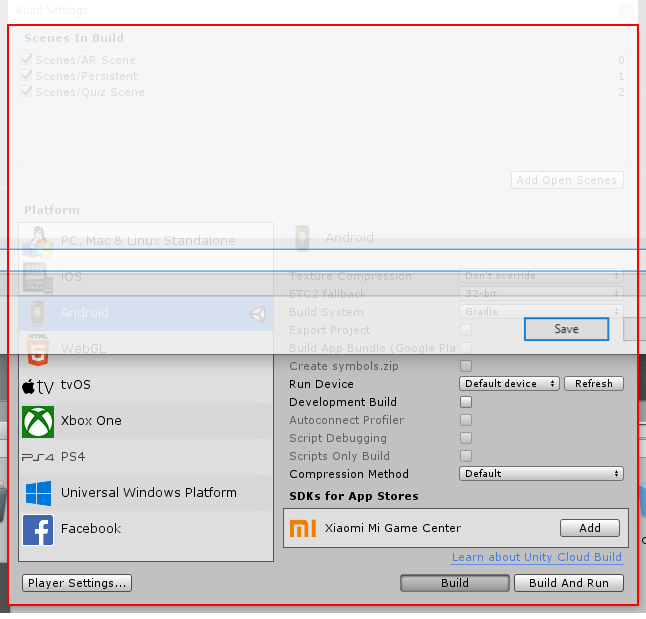 Build Settings
Scenes In Build
Scenes/AR Scene 0
Scenes/Persistent 1
Scenes/Quiz Scene 2
Add Open Scenes
Platform
PC, Mac & Linux Standalone
Android
iOS
Texture Compression Don't override
ETC2 fallback 32-bit
Android
Build System Gradle
Export Project
Save
WebGL
HTML
Build App Bundle (Google Pla
Create symbols.zip
tvOS
tv
Run Device Default device Refresh
Development Build
Xbox One
Autoconnect Profiler
Script Debugging
PS4
Scripts Only Build
Compression Method Default
Universal Windows Platform
SDKs for App Stores
Facebook
Xiaomi Mi Game Center Add
Learn about Unity Cloud Build
Player Settings... Build Build And Run